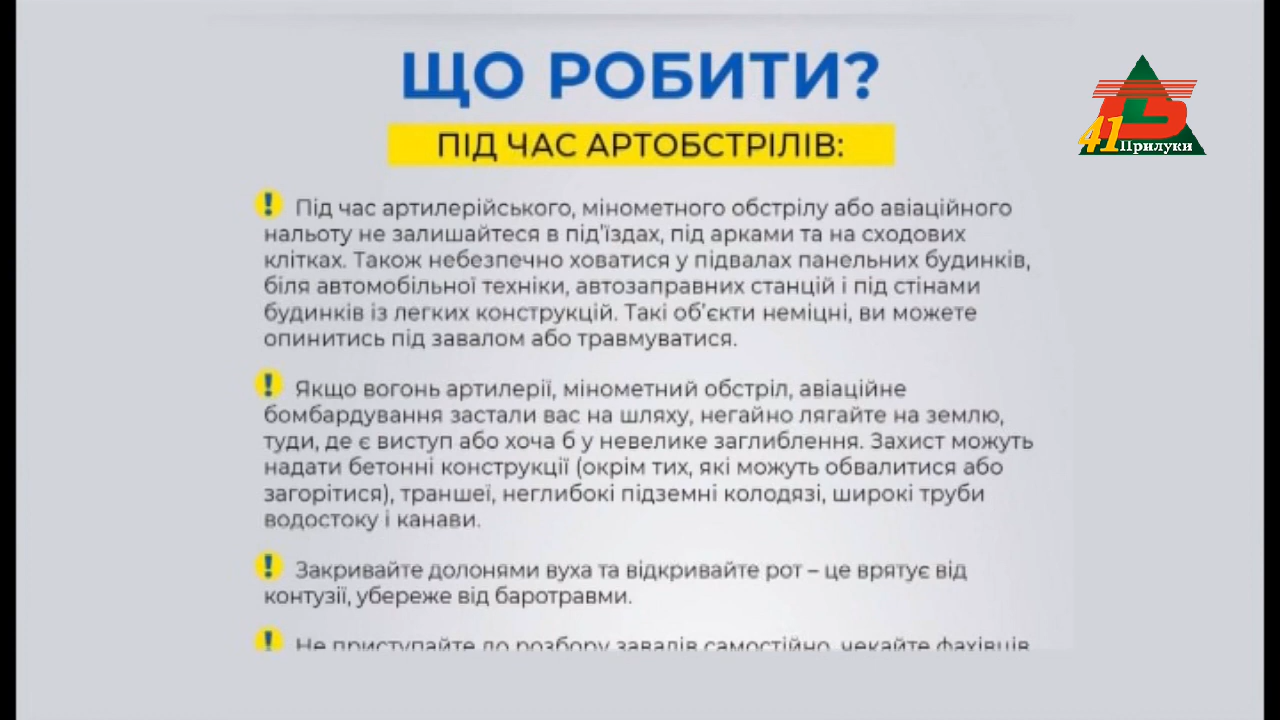 ЩО РОБИТИ?
ПІД ЧАС АРТОБСТРІЛІВ:
41 Прилуки
! Під час артилерійського, мінометного обстрілу або авіаційного
нальоту не залишайтеся в під'їздах, під арками та на сходових
клітках. Також небезпечно ховатися у підвалах панельних будинків,
біля автомобільної техніки, автозаправних станцій і під стінами
будинків із легких конструкцій. Такі об'єкти неміцні, ви можете
опинитись під завалом або травмуватися.
! Якщо вогонь артилерії, мінометний обстріл, авіаційне
бомбардування застали вас на шляху, негайно лягайте на землю,
туди, де є виступ або хоча б у невелике заглиблення. Захист можуть
надати бетонні конструкції (окрім тих, які можуть обвалитися або
загорітися), траншеї, неглибокі підземні колодязі, широкі труби
водостоку і канави.
! Закривайте долонями вуха та відкривайте рот – це врятує від
контузії, убереже від баротравми.
! Не приступайте до розбору завалів самостійно, чекайте фахівців